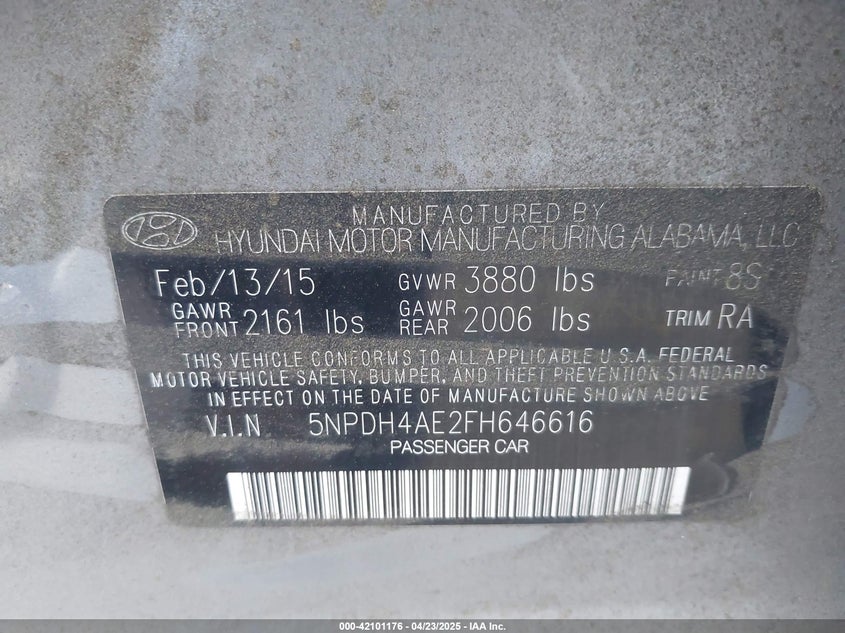 MANUFACTURED BY
HYUNDAI MOTOR MANUFACTURING ALABAMA, LLC
Feb/13/15 GVWR 3880 lbs PAINT 8S
GAWR FRONT 2161 lbs GAWR REAR 2006 lbs TRIM RA
THIS VEHICLE CONFORMS TO ALL APPLICABLE U.S.A. FEDERAL
MOTOR VEHICLE SAFETY, BUMPER, AND THEFT PREVENTION STANDARDS
IN EFFECT ON THE DATE OF MANUFACTURE SHOWN ABOVE
V.I.N 5NPDH4AE2FH646616
PASSENGER CAR
000-42101176 - 04/23/2025 - IAA Inc.